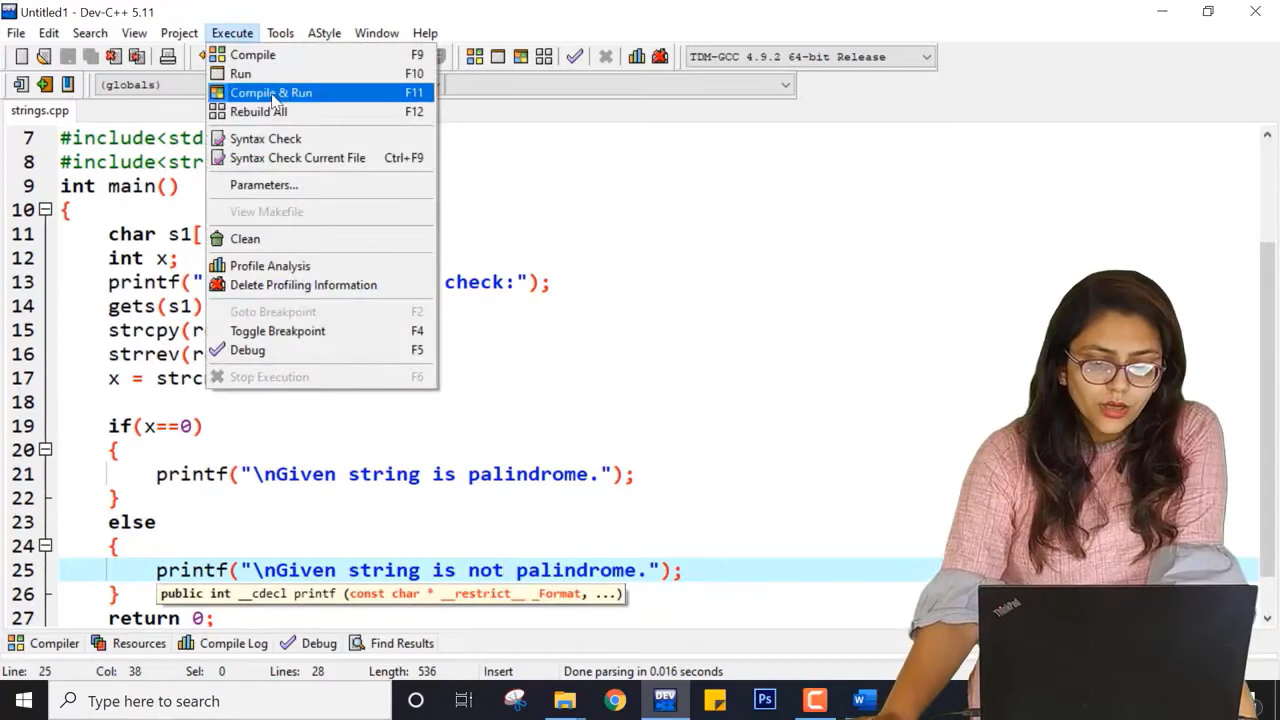 Untitled1 - Dev-C++ 5.11
File Edit Search View Project Execute Tools AStyle Window Help
TDM-GCC 4.9.2 64-bit Release
(globals)
Compile F9
Run F10
Compile & Run F11
Rebuild All F12
Syntax Check
Syntax Check Current File Ctrl+F9
Parameters...
View Makefile
Clean
Profile Analysis
Delete Profiling Information
Goto Breakpoint F2
Toggle Breakpoint F4
Debug F5
Stop Execution F6
strings.cpp
7 #include<std
8 #include<str
9 int main()
10 {
11 char s1[
12 int x;
13 printf(" check:");
14 gets(s1)
15 strcpy(r
16 strrev(r
17 x = strc
18
19 if(x==0)
20 {
21 printf("\nGiven string is palindrome.");
22 }
23 else
24 {
25 printf("\nGiven string is not palindrome.");
26 }
public int __cdecl printf (const char * __restrict__ _Format, ...)
27 return 0;
Compiler Resources Compile Log Debug Find Results
Line: 25 Col: 38 Sel: 0 Lines: 28 Length: 536 Insert Done parsing in 0.016 seconds
Type here to search
DEV
Ps
W
ThinkPad